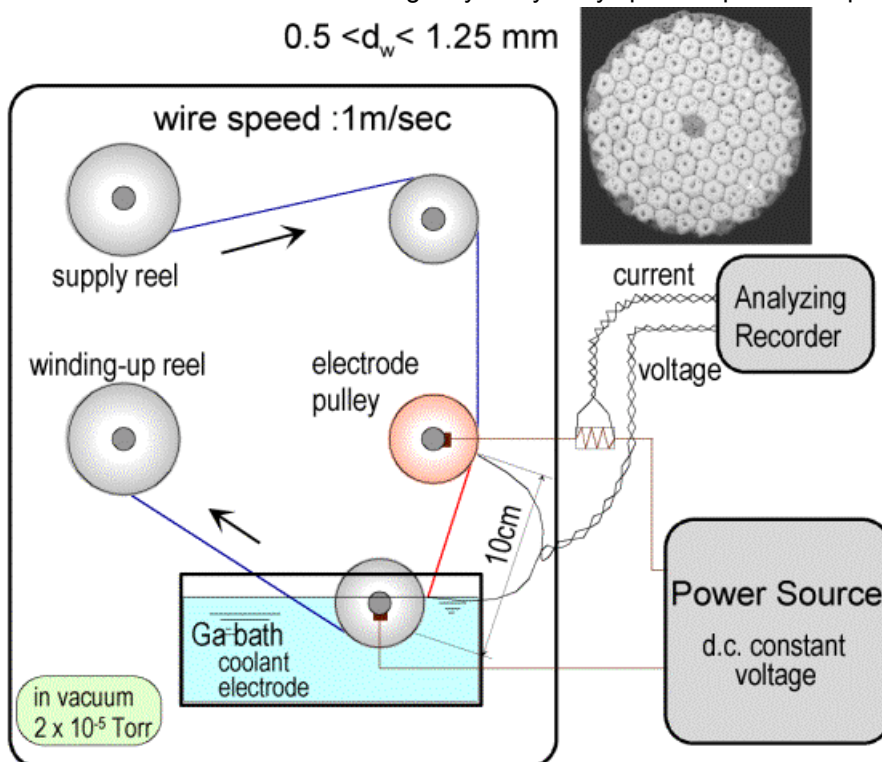 0.5 <dw< 1.25 mm
wire speed :1m/sec
supply reel
current
Analyzing
Recorder
voltage
winding-up reel
electrode
pulley
10cm
Power Source
d.c. constant
voltage
Ga bath
coolant
electrode
in vacuum
2 x 10-5 Torr